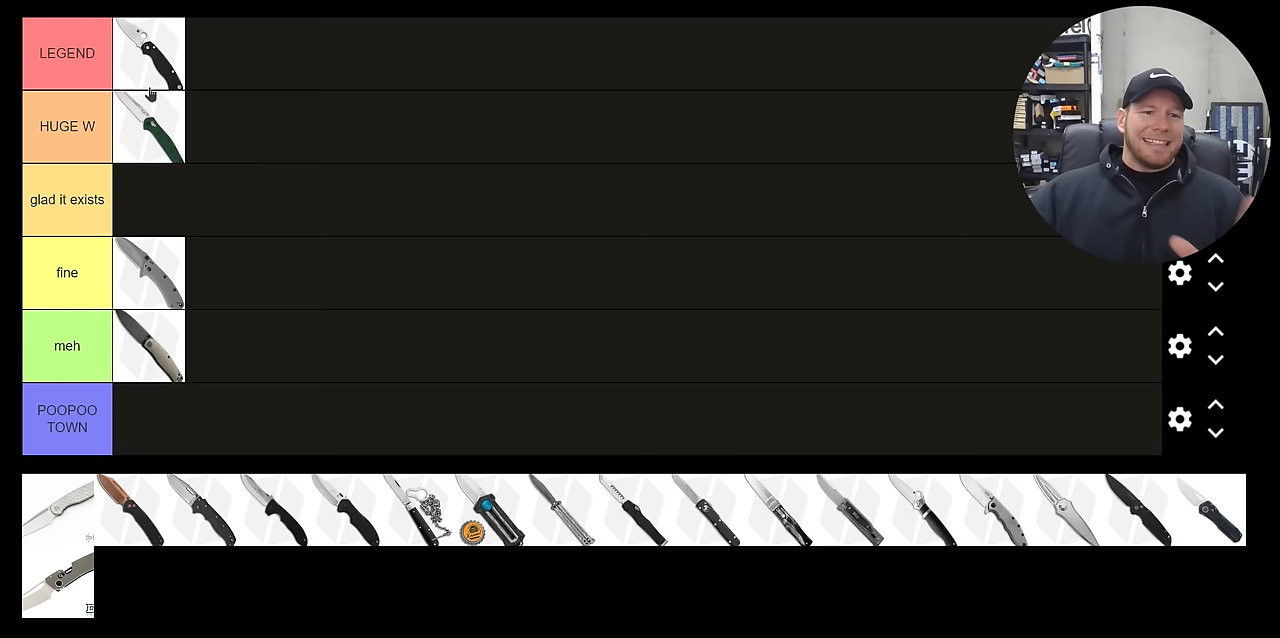 LEGEND
HUGE W
glad it exists
fine
meh
POOPOO
TOWN